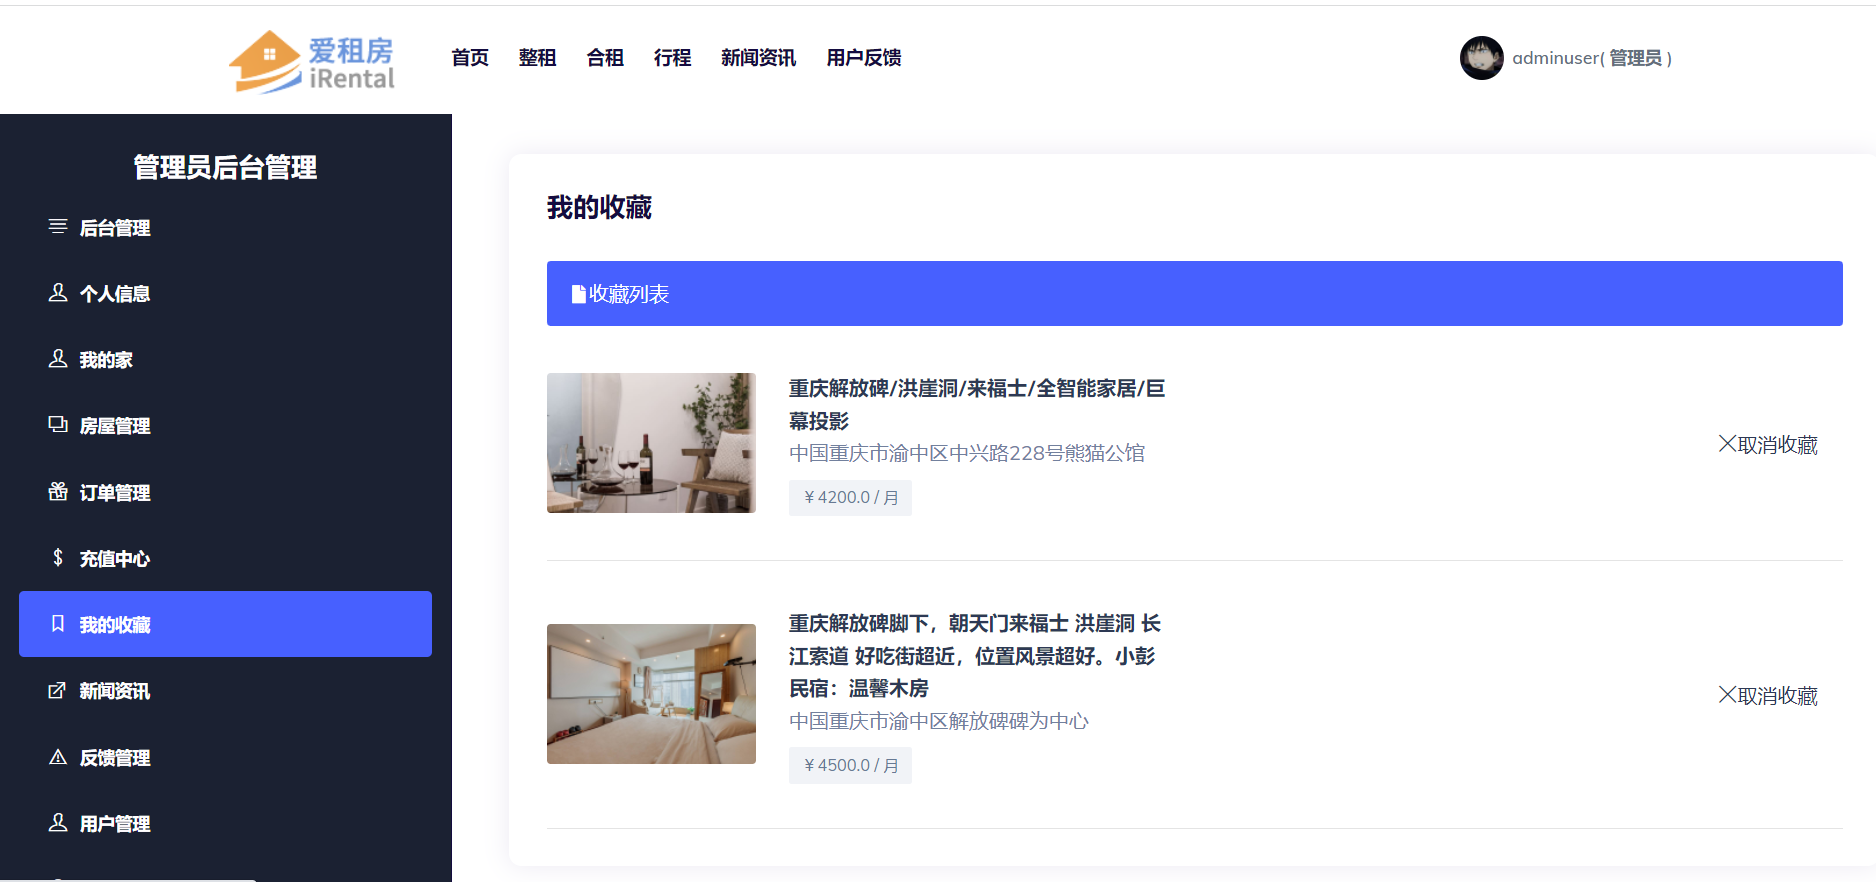 爱租房
iRental
首页 整租 合租 行程 新闻资讯 用户反馈
adminuser( 管理员 )
管理员后台管理
后台管理
个人信息
我的家
房屋管理
订单管理
充值中心
我的收藏
新闻资讯
反馈管理
用户管理
我的收藏
收藏列表
重庆解放碑/洪崖洞/来福士/全智能家居/巨
幕投影
中国重庆市渝中区中兴路228号熊猫公馆
¥ 4200.0 / 月
取消收藏
重庆解放碑脚下，朝天门来福士 洪崖洞 长
江索道 好吃街超近，位置风景超好。小彭
民宿：温馨木房
中国重庆市渝中区解放碑碑为中心
¥ 4500.0 / 月
取消收藏